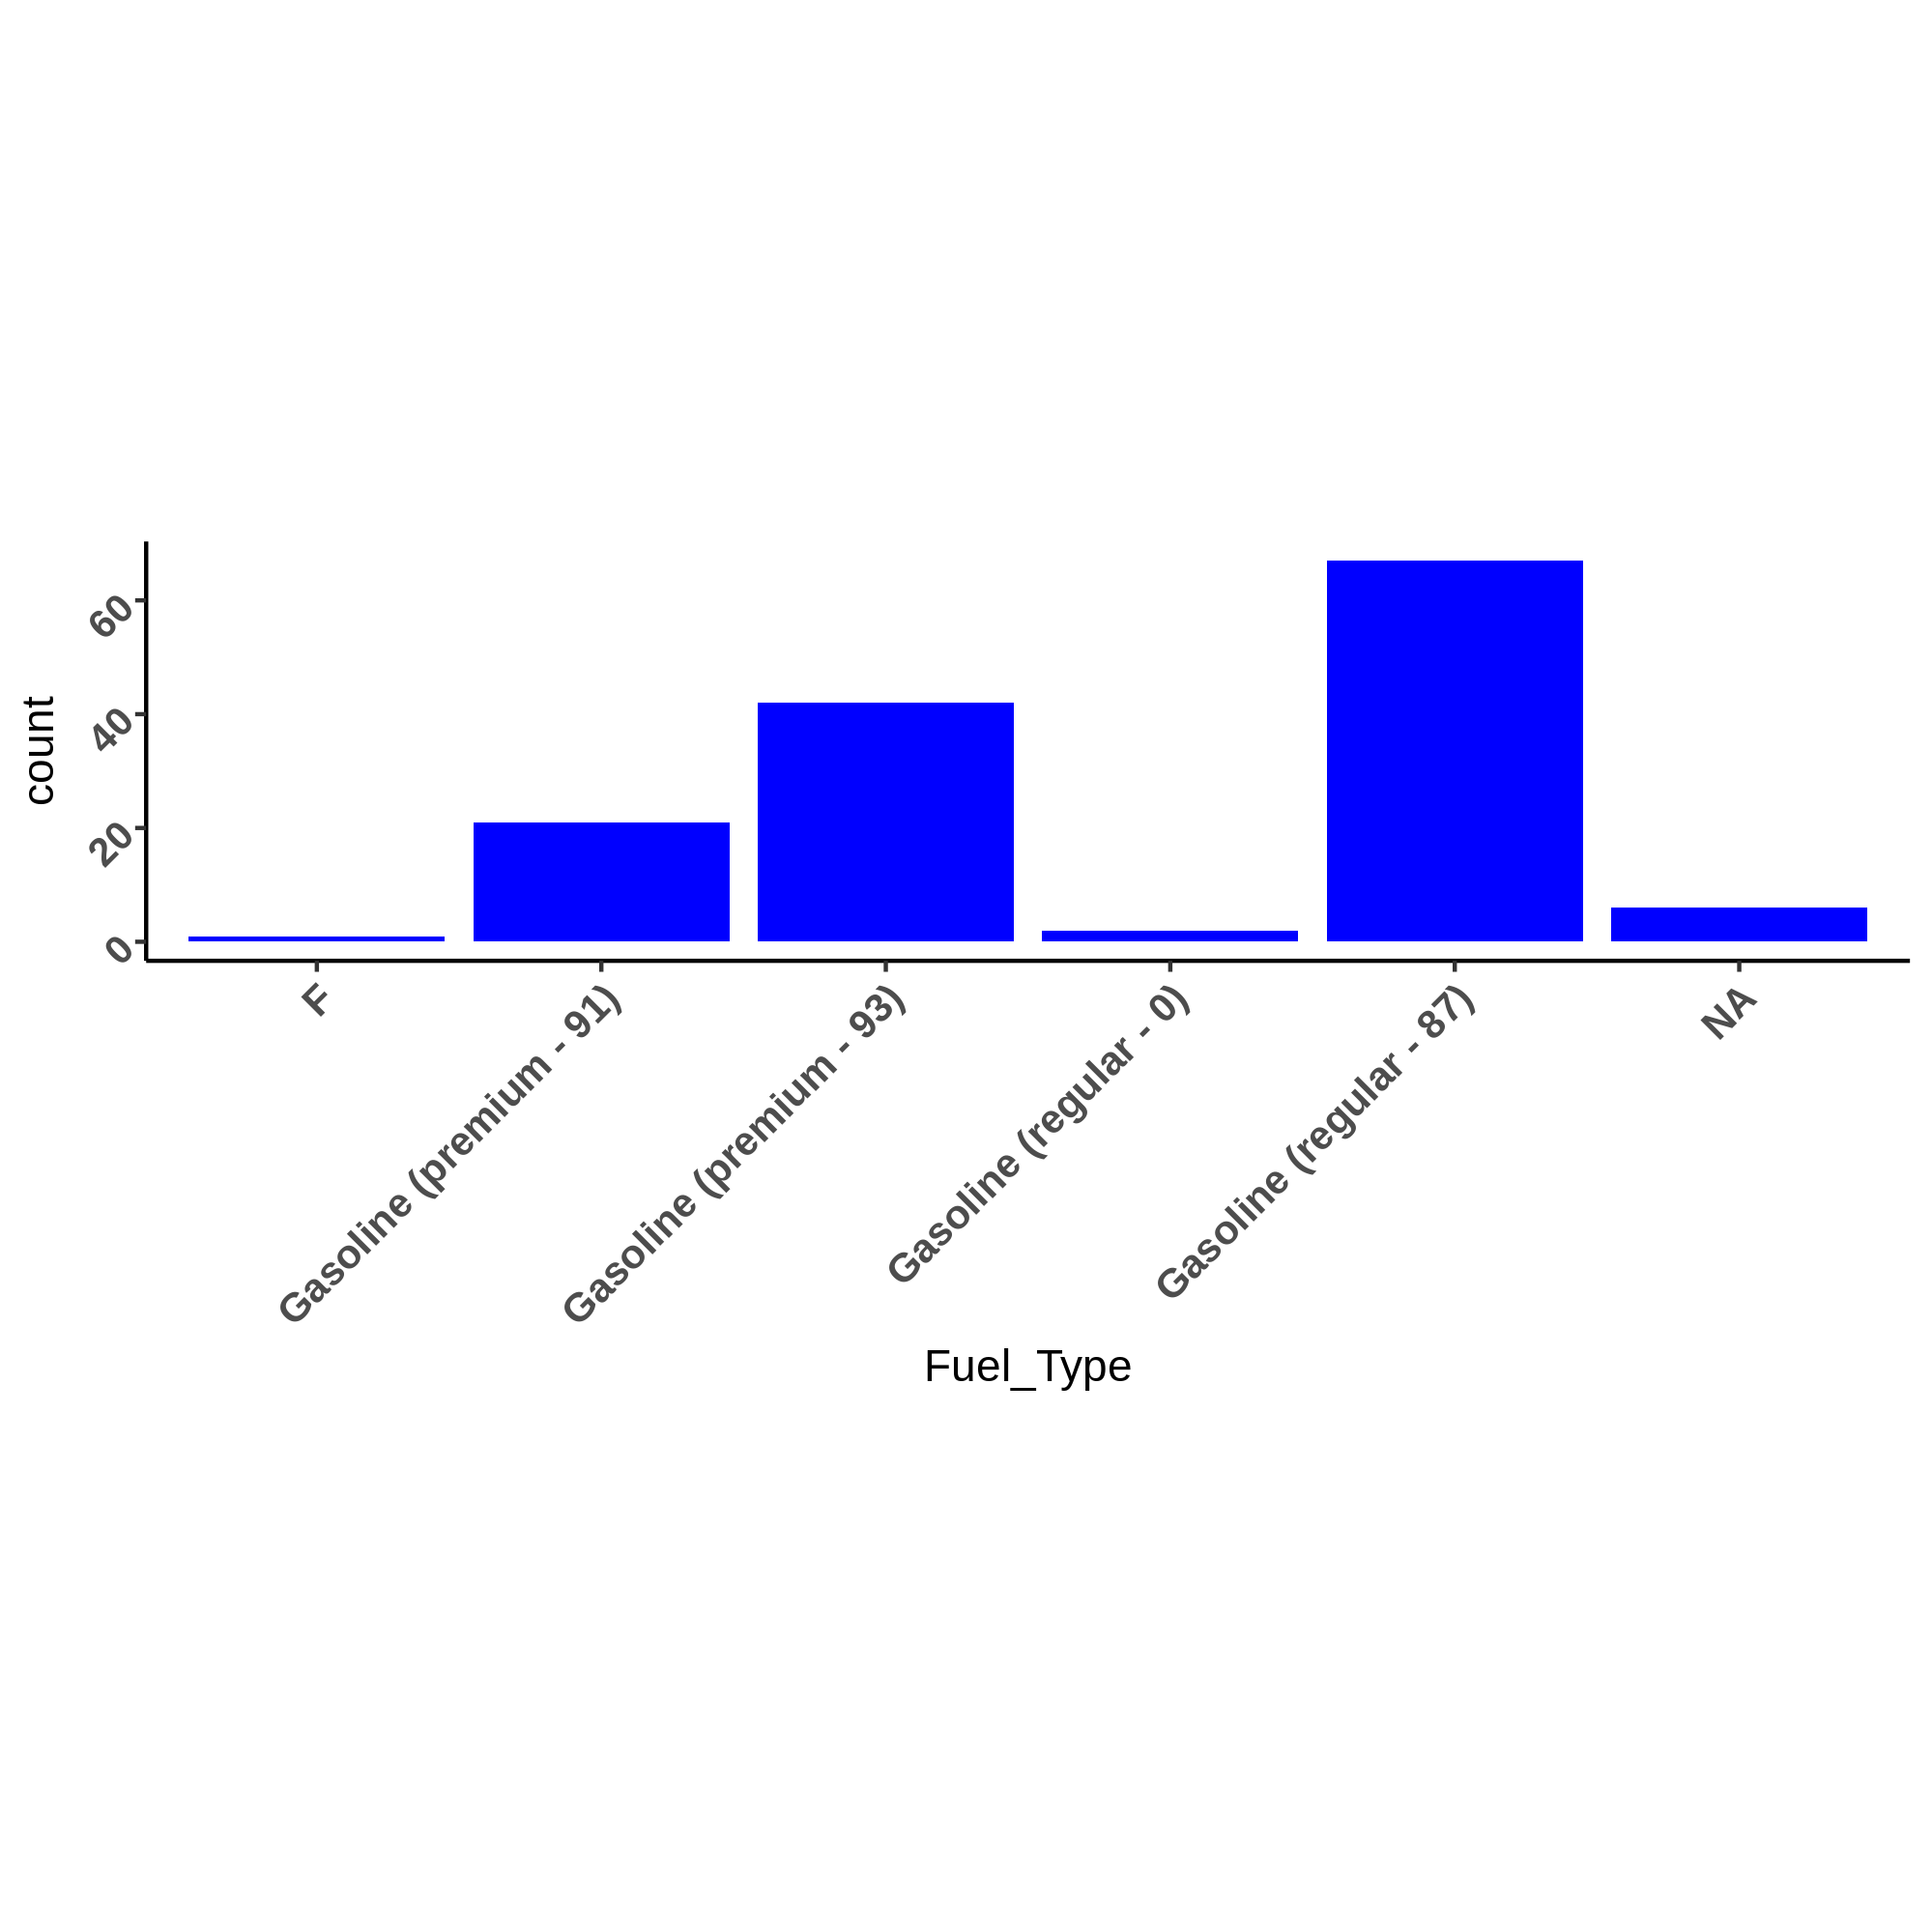 count
60
40
20
0
F
Gasoline (premium - 91)
Gasoline (premium - 93)
Gasoline (regular - 0)
Gasoline (regular - 87)
NA
Fuel_Type